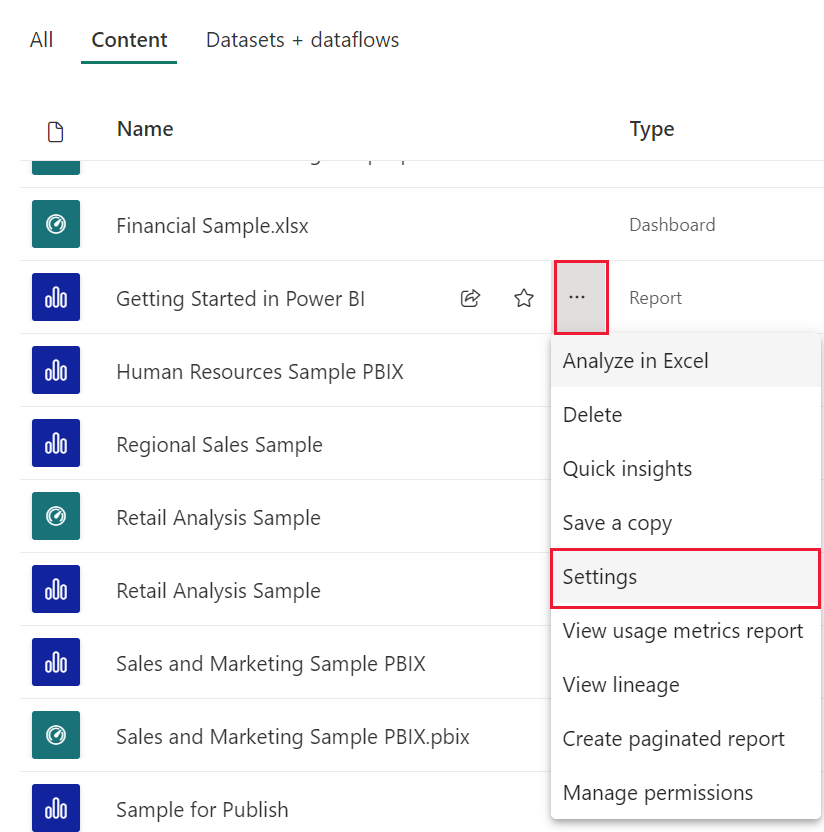 All Content Datasets + dataflows
Name Type
Financial Sample.xlsx Dashboard
Getting Started in Power BI ... Report
Analyze in Excel
Human Resources Sample PBIX
Delete
Regional Sales Sample
Quick insights
Retail Analysis Sample
Save a copy
Settings
Retail Analysis Sample
View usage metrics report
Sales and Marketing Sample PBIX
View lineage
Sales and Marketing Sample PBIX.pbix
Create paginated report
Manage permissions
Sample for Publish